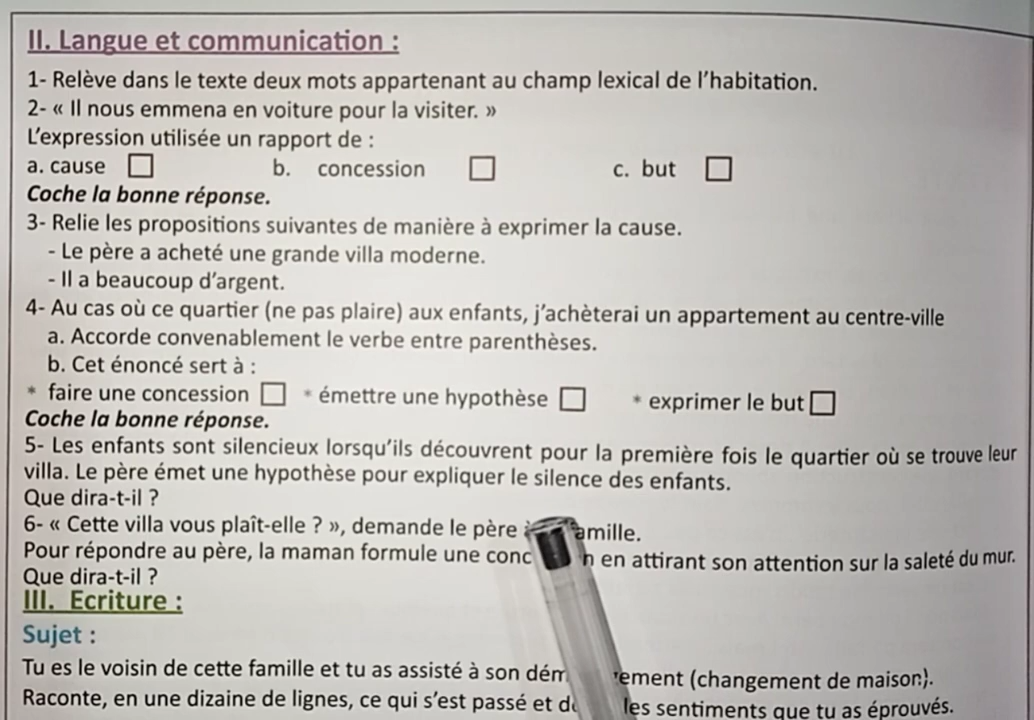 II. Langue et communication :
1- Relève dans le texte deux mots appartenant au champ lexical de l'habitation.
2- « Il nous emmena en voiture pour la visiter. »
L'expression utilisée un rapport de :
a. cause b. concession c. but
Coche la bonne réponse.
3- Relie les propositions suivantes de manière à exprimer la cause.
- Le père a acheté une grande villa moderne.
- Il a beaucoup d'argent.
4- Au cas où ce quartier (ne pas plaire) aux enfants, j'achèterai un appartement au centre-ville
a. Accorde convenablement le verbe entre parenthèses.
b. Cet énoncé sert à :
* faire une concession * émettre une hypothèse * exprimer le but
Coche la bonne réponse.
5- Les enfants sont silencieux lorsqu'ils découvrent pour la première fois le quartier où se trouve leur
villa. Le père émet une hypothèse pour expliquer le silence des enfants.
Que dira-t-il ?
6- « Cette villa vous plaît-elle ? », demande le père
Pour répondre au père, la maman formule une en attirant son attention sur la saleté du mur.
Que dira-t-il ?
III. Ecriture :
Sujet :
Tu es le voisin de cette famille et tu as assisté à son (changement de maison).
Raconte, en une dizaine de lignes, ce qui s'est passé et les sentiments que tu as éprouvés.